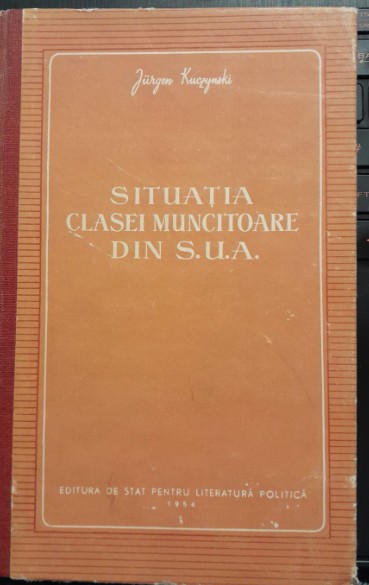 Jürgen Kuczynski
SITUAȚIA
CLASEI MUNCITOARE
DIN S.U.A.
EDITURA DE STAT PENTRU LITERATURĂ POLITICĂ
1954